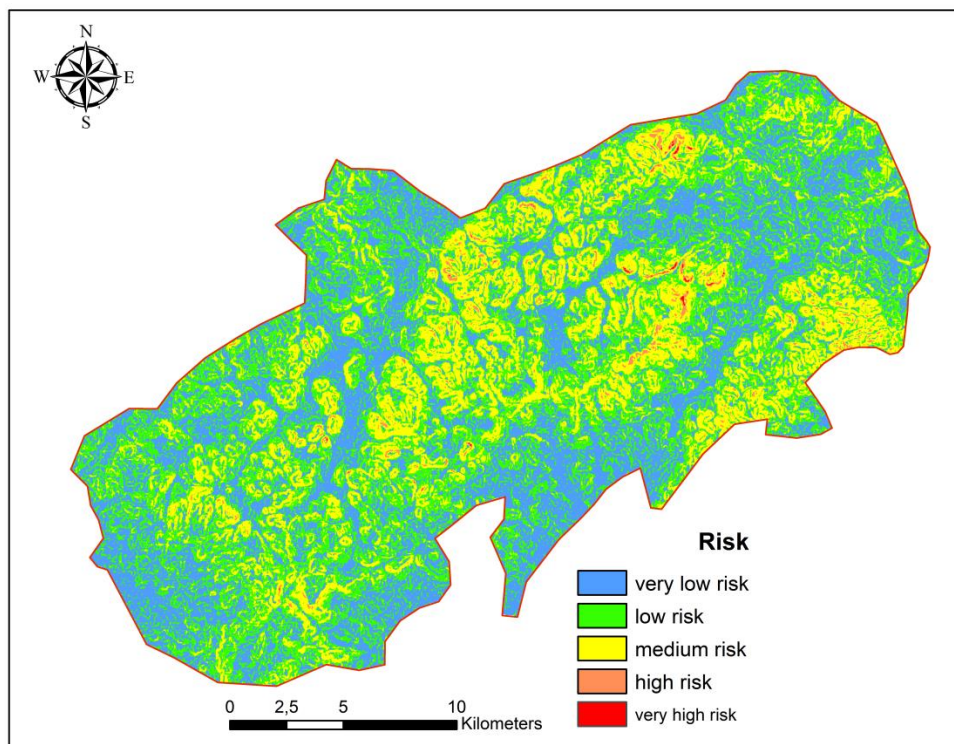 N
W E
S
Risk
very low risk
low risk
medium risk
high risk
very high risk
0 2,5 5 10
Kilometers